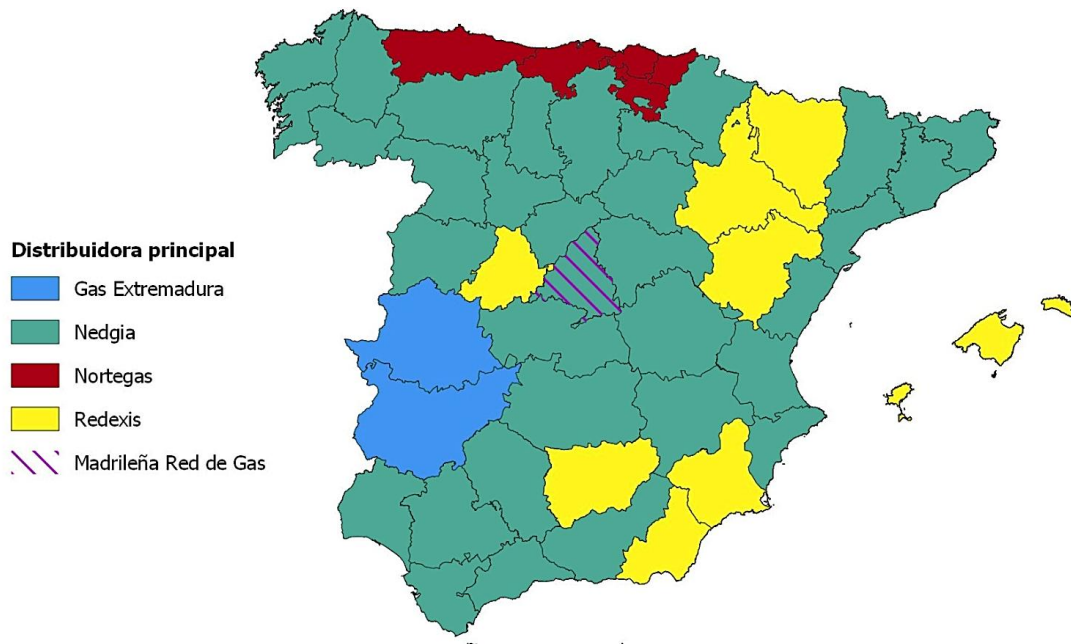 Distribuidora principal
Gas Extremadura
Nedgia
Nortegas
Redexis
Madrileña Red de Gas